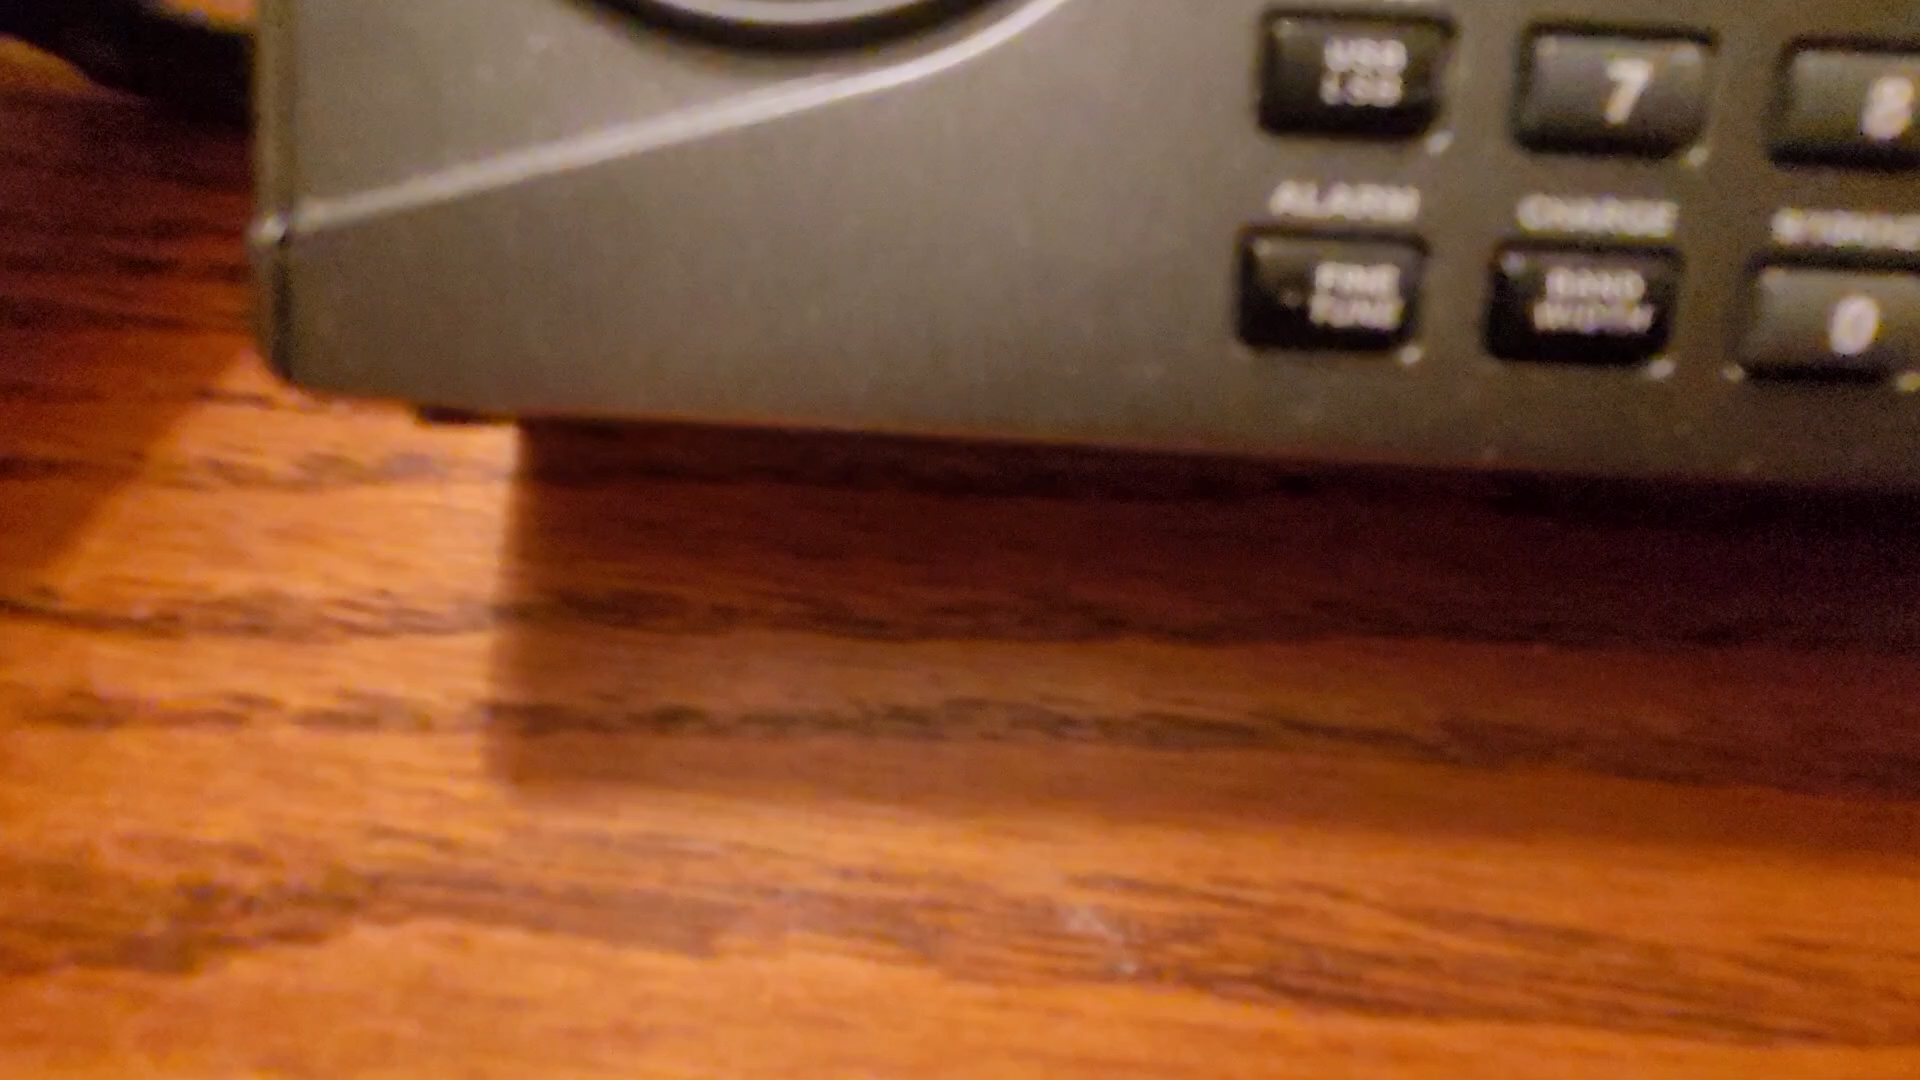 USB
LSB
7
8
ALARM
CHARGE
FINE
TUNE
BAND
WIDTH
0